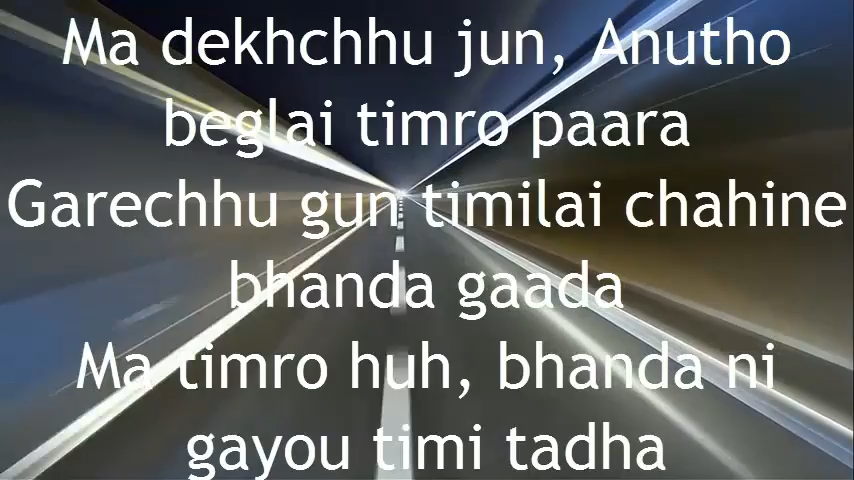 Ma dekhchhu jun, Anutho
beglai timro paara
Garechhu gun timilai chahine
bhanda gaada
Ma timro huh, bhanda ni
gayou timi tadha